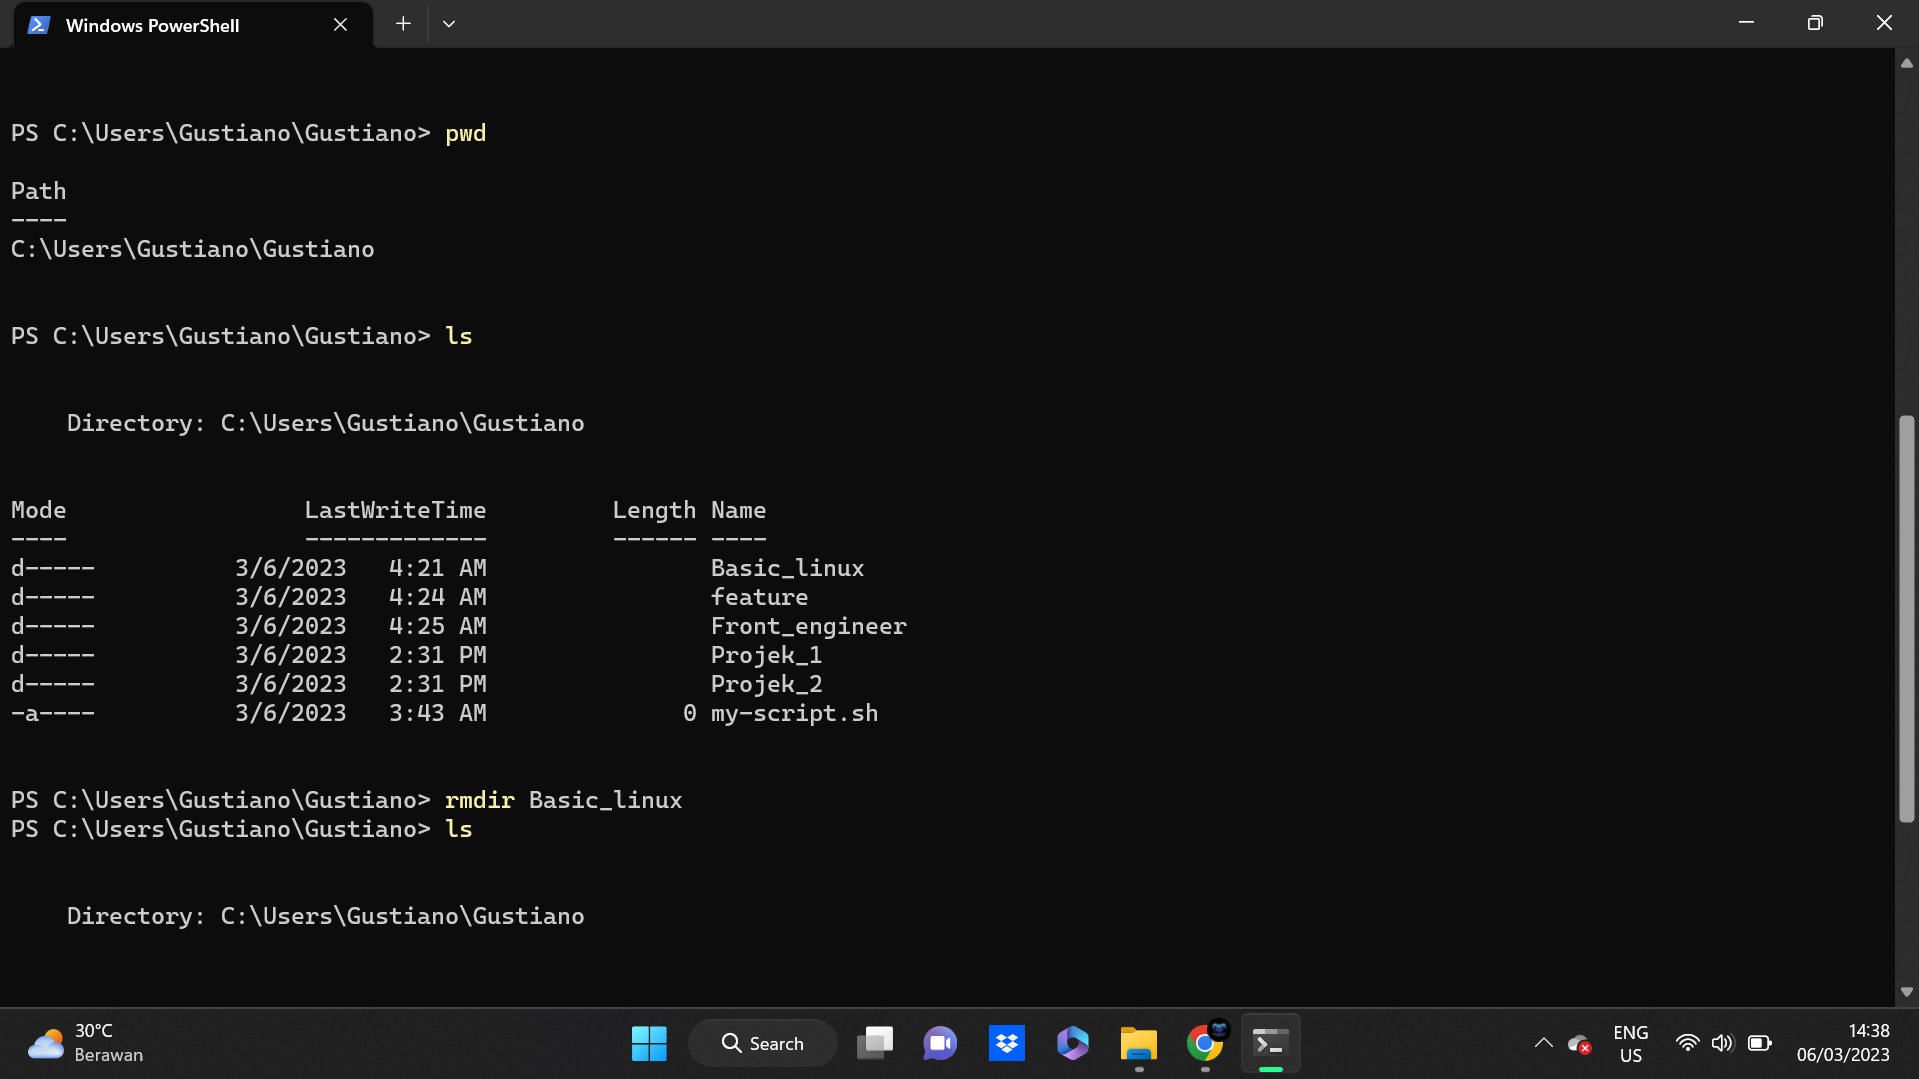 Windows PowerShell
PS C:\Users\Gustiano\Gustiano> pwd
Path
----
C:\Users\Gustiano\Gustiano
PS C:\Users\Gustiano\Gustiano> ls
Directory: C:\Users\Gustiano\Gustiano
Mode LastWriteTime Length Name
---- ------------- ------ ----
d----- 3/6/2023 4:21 AM Basic_linux
d----- 3/6/2023 4:24 AM feature
d----- 3/6/2023 4:25 AM Front_engineer
d----- 3/6/2023 2:31 PM Projek_1
d----- 3/6/2023 2:31 PM Projek_2
-a---- 3/6/2023 3:43 AM 0 my-script.sh
PS C:\Users\Gustiano\Gustiano> rmdir Basic_linux
PS C:\Users\Gustiano\Gustiano> ls
Directory: C:\Users\Gustiano\Gustiano
30°C
Berawan
Search
ENG
US
14:38
06/03/2023